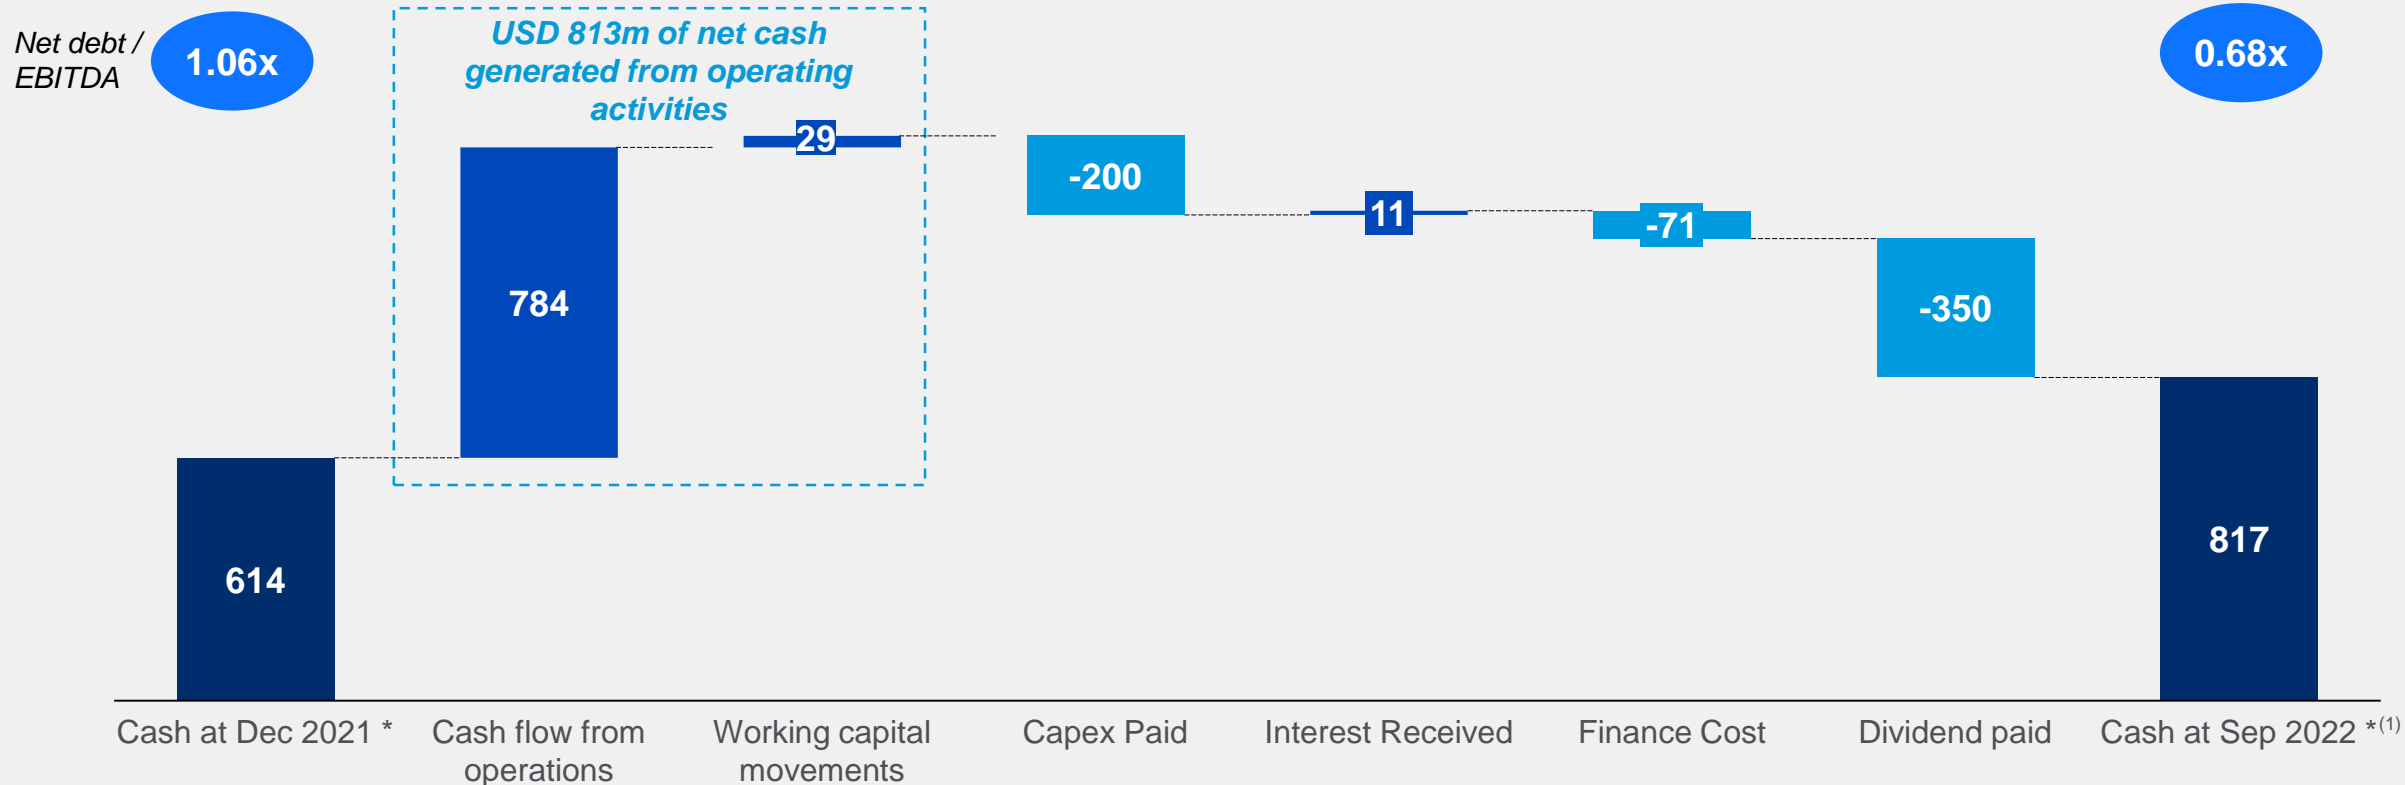 Net debt /
EBITDA
1.06x
USD 813m of net cash
generated from operating
activities
0.68x
29
-200
11
-71
784
-350
614
817
Cash at Dec 2021 *
Cash flow from
operations
Working capital
movements
Capex Paid
Interest Received
Finance Cost
Dividend paid
Cash at Sep 2022 *(1)